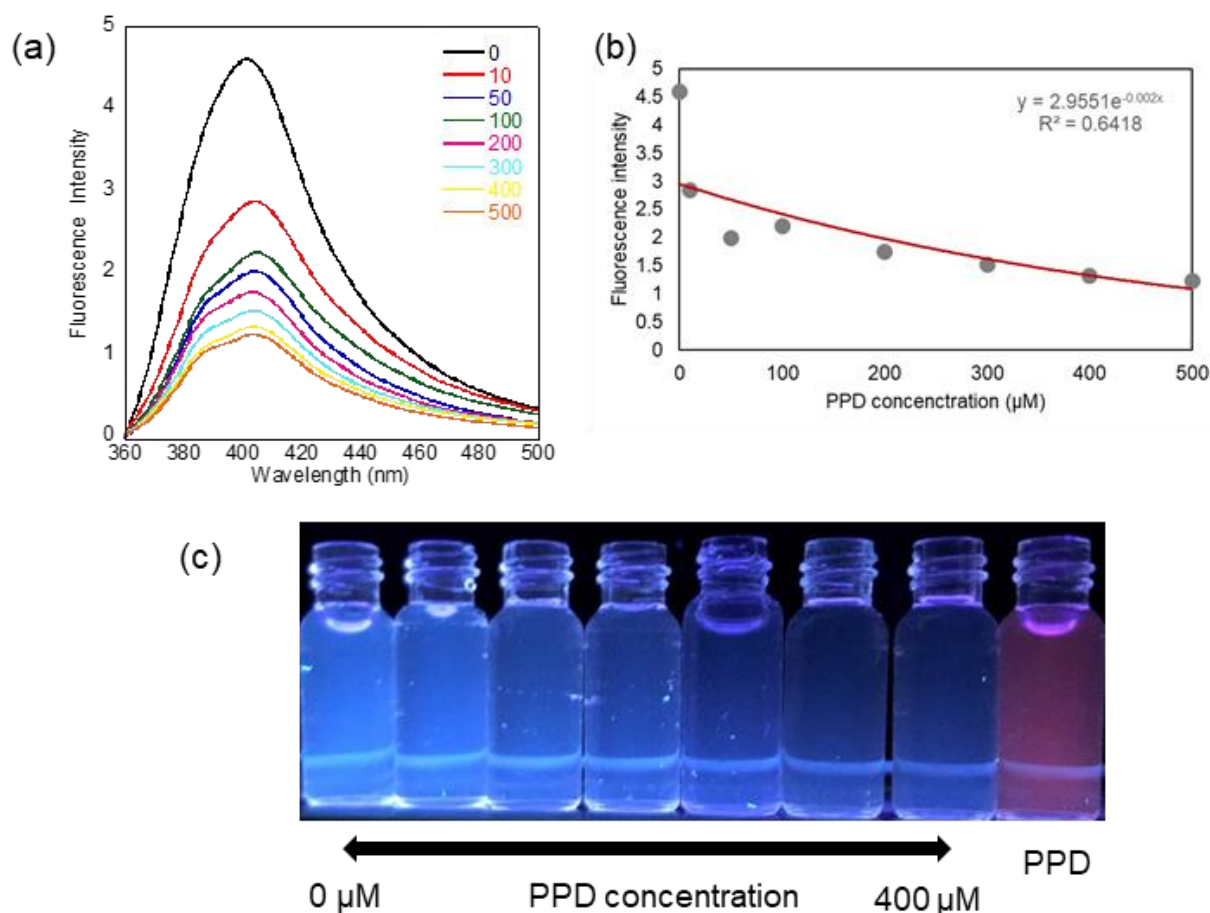 (a)
5
4
3
2
1
0
Fluorescence Intensity
360 380 400 420 440 460 480 500
Wavelength (nm)
0
10
50
100
200
300
400
500
(b)
y = 2.9551e^-0.002x
R² = 0.6418
5
4.5
4
3.5
3
2.5
2
1.5
1
0.5
0
Fluorescence intensity
0 100 200 300 400 500
PPD concenctration (µM)
(c)
0 µM PPD concentration 400 µM PPD